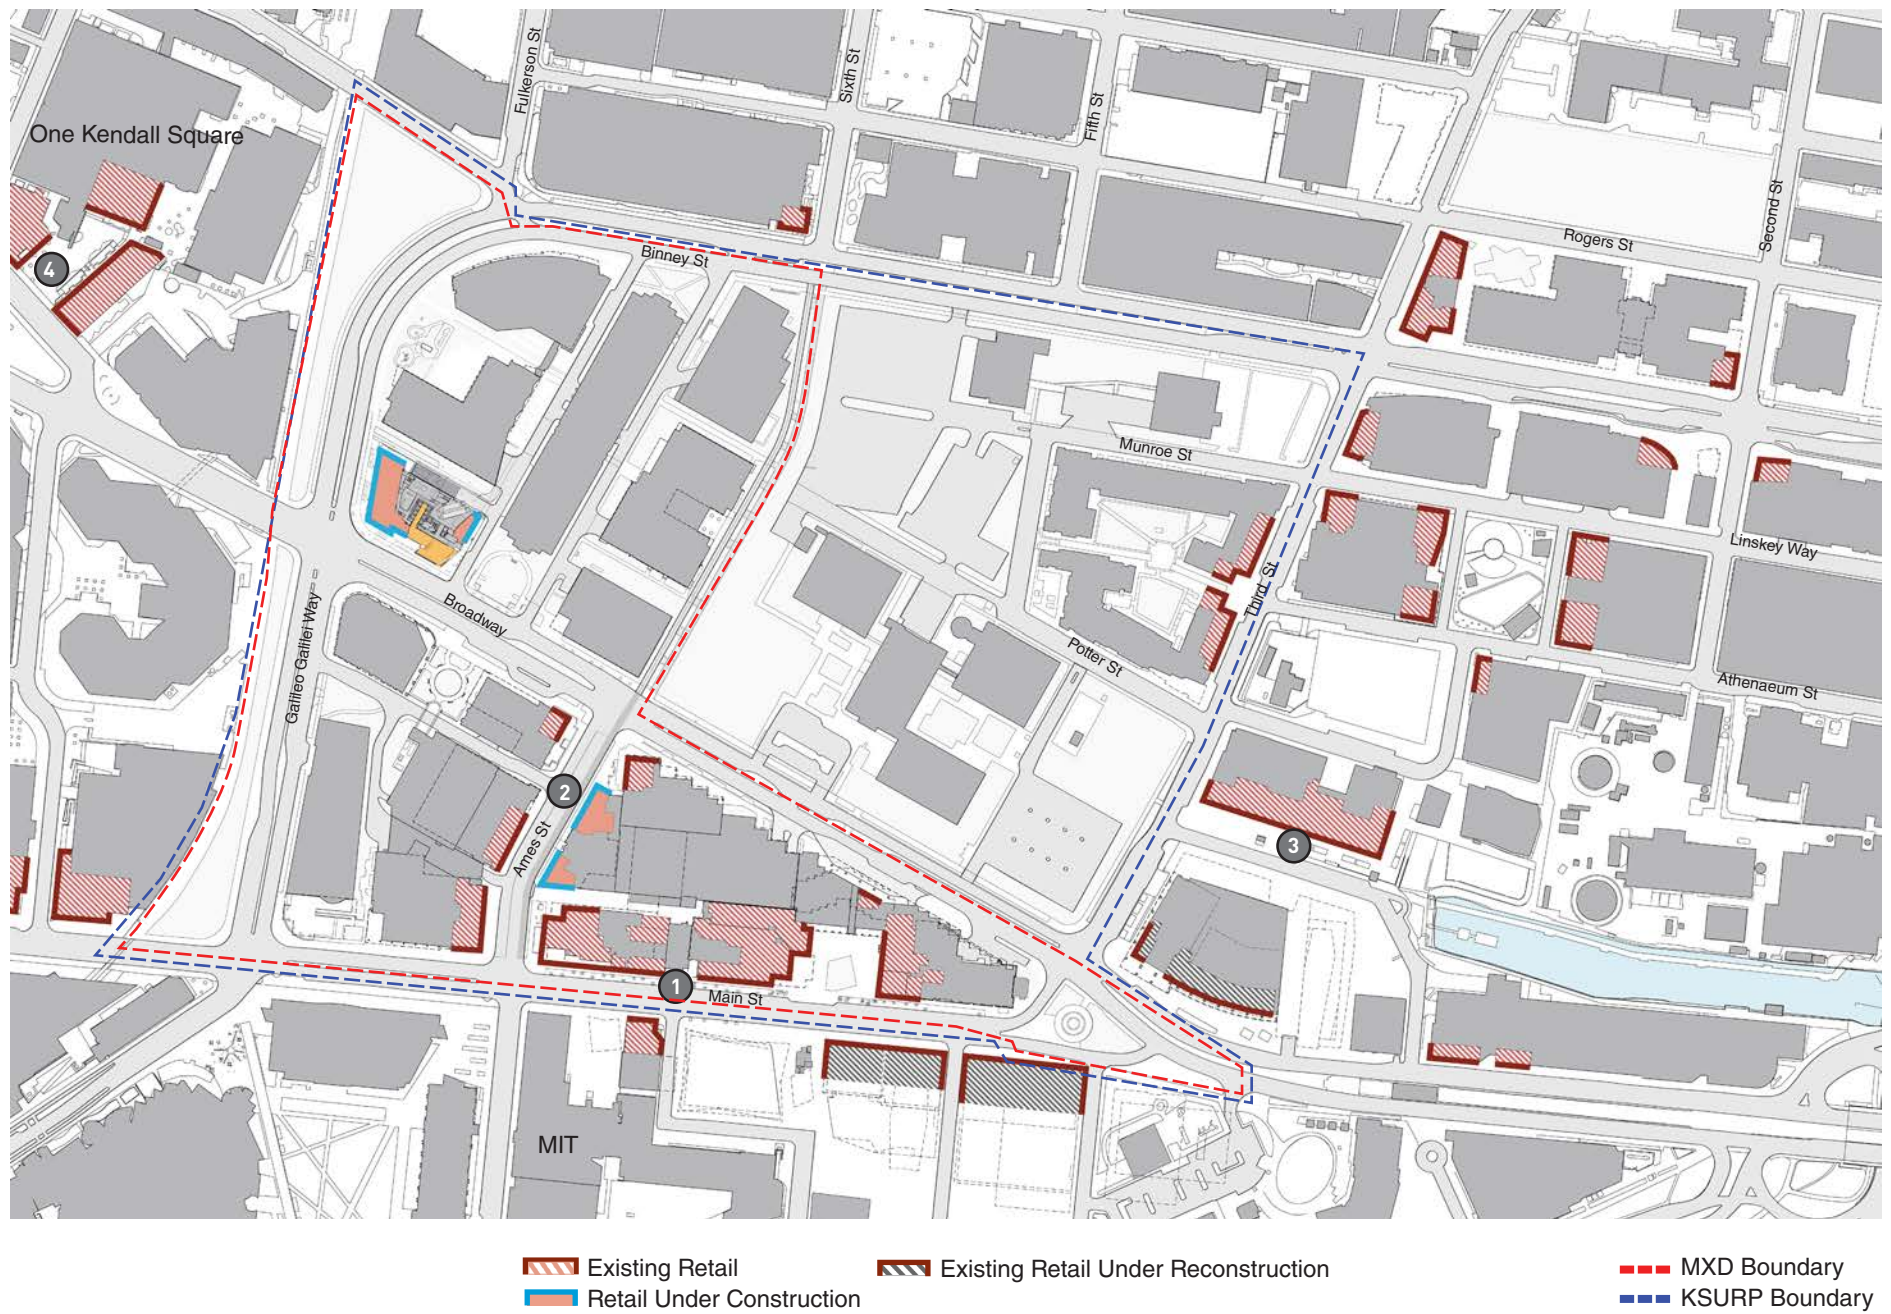 Fulkerson St
Sixth St
Fifth St
Second St
One Kendall Square
Rogers St
Binney St
4
Munroe St
Linskey Way
Third St
Broadway
Galileo Galilei Way
Potter St
Athenaeum St
2
Ames St
3
1
Main St
MIT
Existing Retail
Existing Retail Under Reconstruction
MXD Boundary
Retail Under Construction
KSURP Boundary